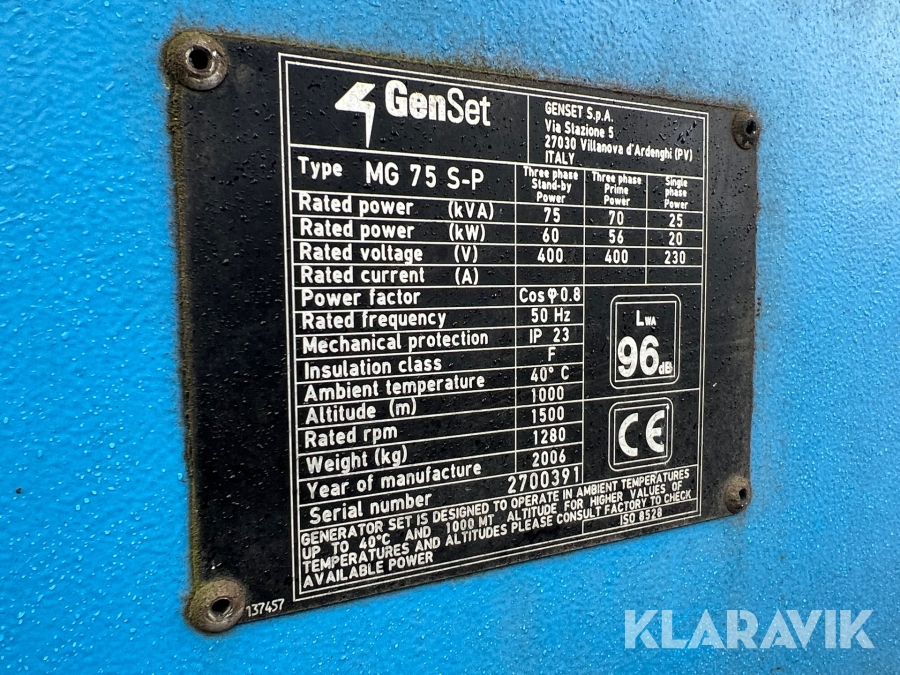 GenSet
GENSET S.p.A.
Via Stazione 5
27030 Villanova d'Ardenghi (PV)
ITALY
Type MG 75 S-P
Three phase Stand-by Power
Three phase Prime Power
Single phase Power
Rated power (kVA) 75 70 25
Rated power (kW) 60 56 20
Rated voltage (V) 400 400 230
Rated current (A)
Power factor Cos φ 0.8
Rated frequency 50 Hz
Mechanical protection IP 23
Insulation class F
Ambient temperature 40° C
Altitude (m) 1000
Rated rpm 1500
Weight (kg) 1280
Year of manufacture 2006
Serial number 2700391
LWA
96 dB
CE
GENERATOR SET IS DESIGNED TO OPERATE IN AMBIENT TEMPERATURES
UP TO 40°C AND 1000 MT ALTITUDE FOR HIGHER VALUES OF
TEMPERATURES AND ALTITUDES PLEASE CONSULT FACTORY TO CHECK
AVAILABLE POWER ISO 8528
137457
KLARAVIK